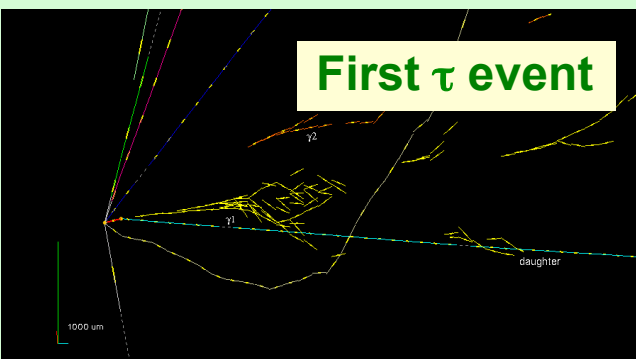 First τ event
γ2
γ1
daughter
1000 um